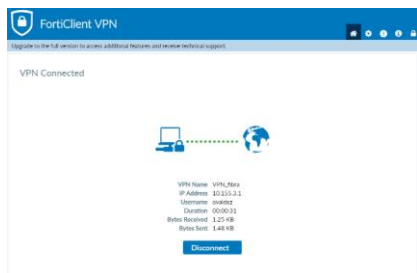 FortiClient VPN
Upgrade to the full version to access additional features and receive technical support.
VPN Connected
VPN Name VPN_fibra
IP Address 10.155.3.1
Username ovaldez
Duration 00:00:31
Bytes Received 1.25 KB
Bytes Sent 1.48 KB
Disconnect